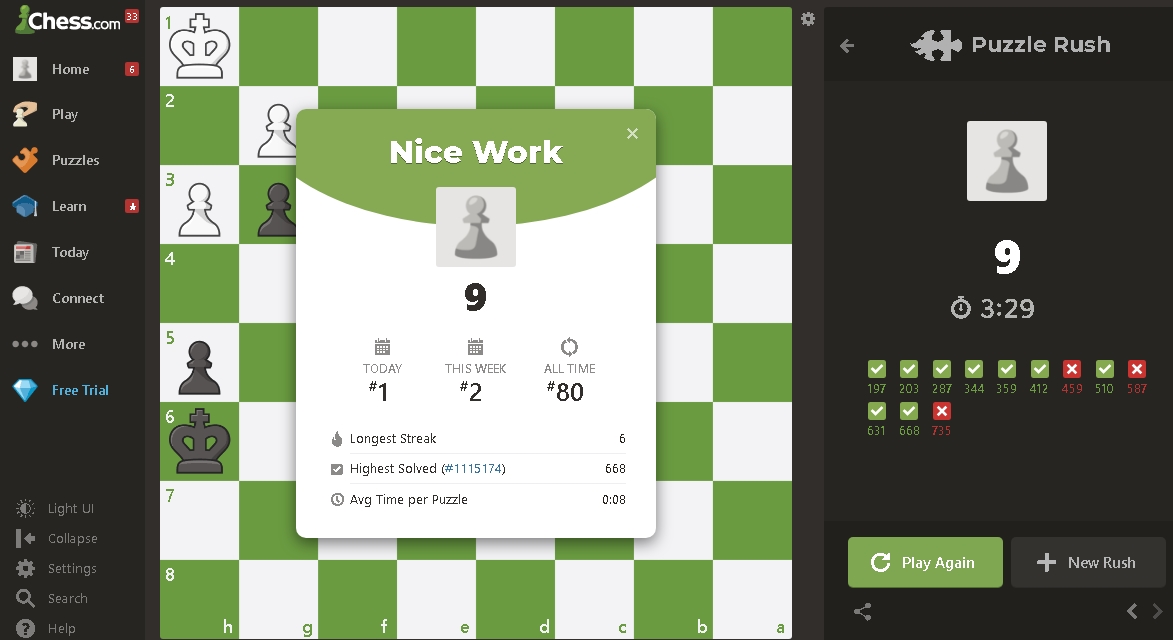 Chess.com 33
Home 6
Play
Puzzles
Learn
Today
Connect
More
Free Trial
Light UI
Collapse
Settings
Search
Help
1
2
3
4
5
6
7
8
h g f e d c b a
Nice Work
9
TODAY THIS WEEK ALL TIME
#1 #2 #80
Longest Streak 6
Highest Solved (#1115174) 668
Avg Time per Puzzle 0:08
Puzzle Rush
9
3:29
197 203 287 344 359 412 459 510 587
631 668 735
Play Again
New Rush